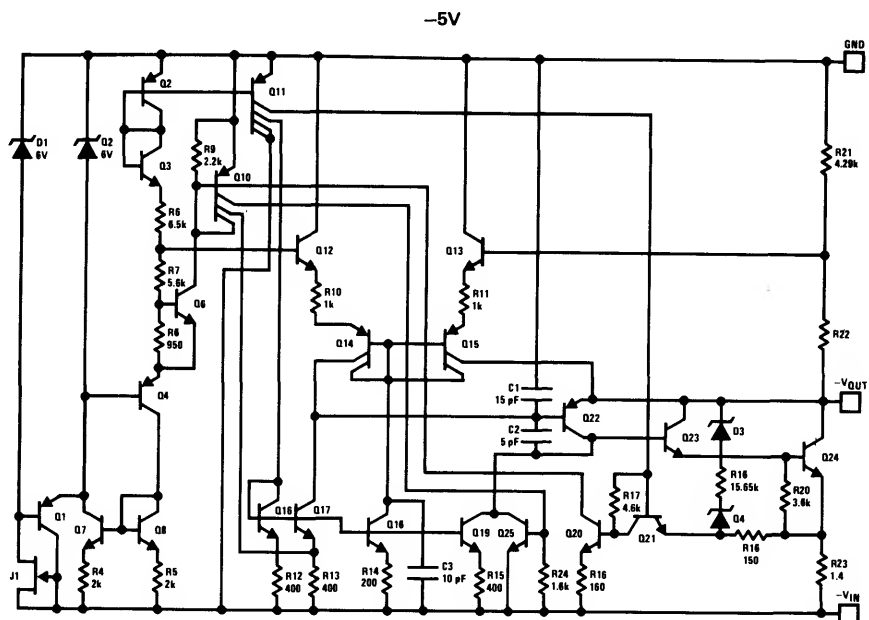 –5V
GND
Q2
Q11
D1
6V
Q2
6V
Q3
R9
2.2k
Q10
R21
4.29k
R6
6.5k
Q12
Q13
R7
5.6k
Q6
R10
1k
R11
1k
R6
950
R22
Q14
Q15
Q4
C1
15 pF
–VOUT
Q22
C2
5 pF
Q23
D3
Q24
R16
15.65k
R17
4.6k
R20
3.6k
Q1
Q7
Q8
Q16
Q17
Q16
Q19
Q25
Q20
Q21
Q4
R16
150
J1
R4
2k
R5
2k
R12
400
R13
400
R14
200
C3
10 pF
R15
400
R24
1.6k
R16
160
R23
1.4
–VIN